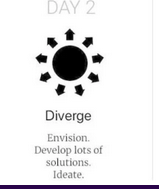 DAY 2
Diverge
Envision.
Develop lots of
solutions.
Ideate.